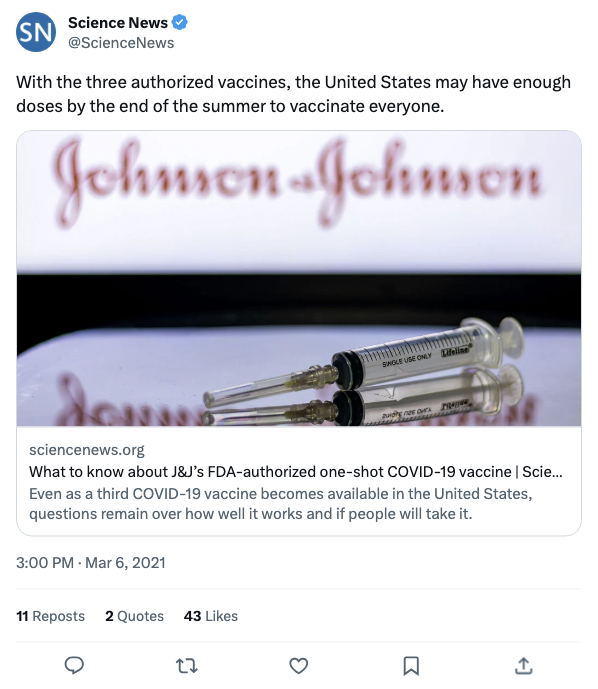 SN
Science News
@ScienceNews
With the three authorized vaccines, the United States may have enough
doses by the end of the summer to vaccinate everyone.
Johnson & Johnson
SINGLE USE ONLY Lifeline
sciencenews.org
What to know about J&J’s FDA-authorized one-shot COVID-19 vaccine | Scie...
Even as a third COVID-19 vaccine becomes available in the United States,
questions remain over how well it works and if people will take it.
3:00 PM · Mar 6, 2021
11 Reposts 2 Quotes 43 Likes